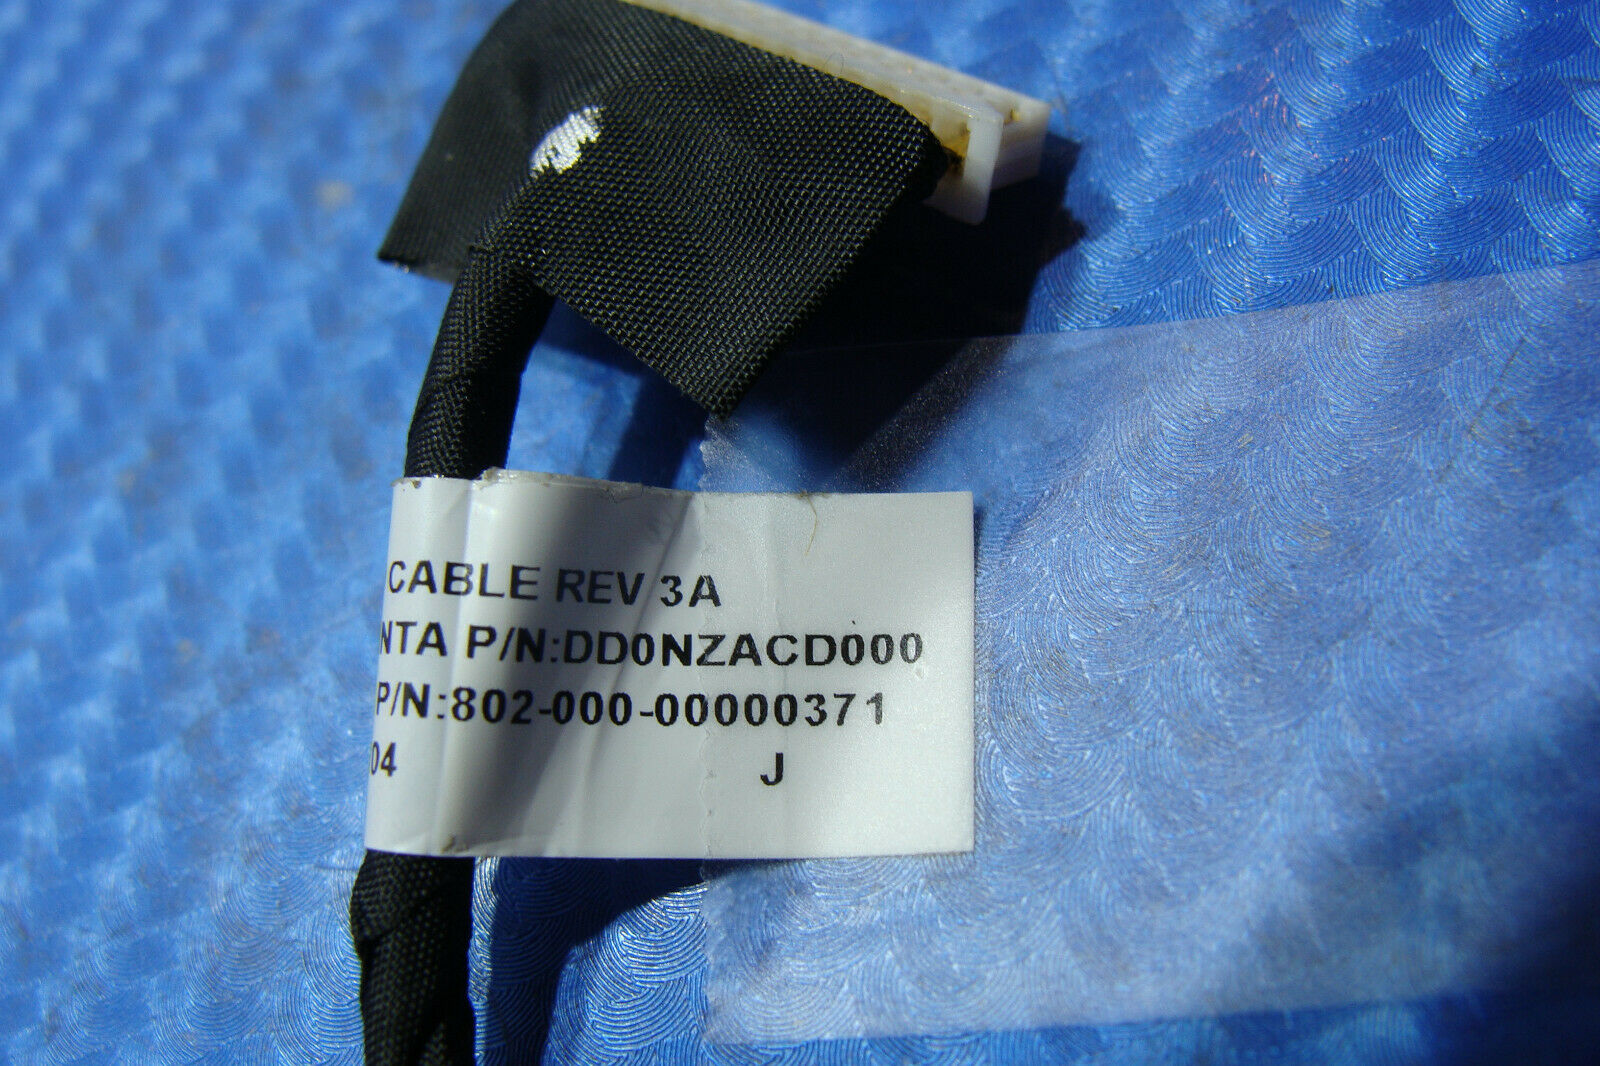 CABLE REV 3A
NTA P/N:DD0NZACD000
P/N:802-000-00000371
04 J